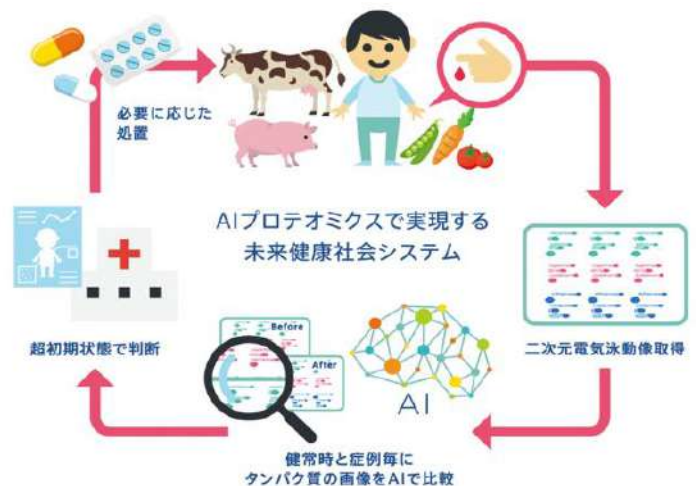 必要に応じた
処置
AIプロテオミクスで実現する
未来健康社会システム
超初期状態で判断
Before
After
AI
二次元電気泳動像取得
健常時と症例毎に
タンパク質の画像をAIで比較